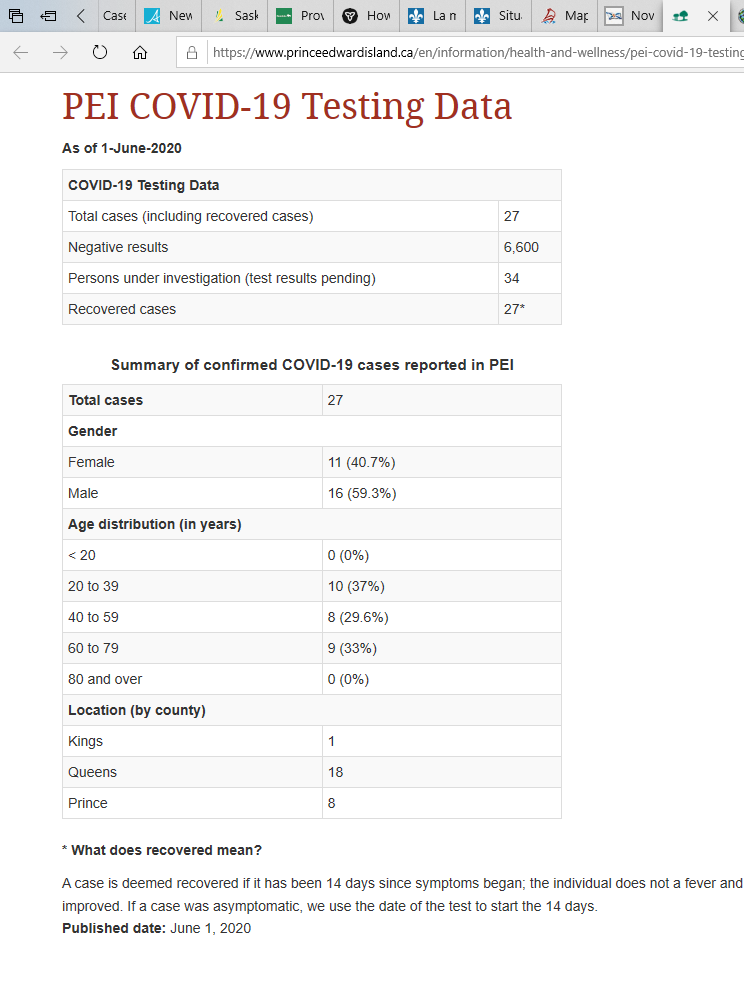 Case
New
Sask
Prov
How
La m
Situ
Map
Nov
https://www.princeedwardisland.ca/en/information/health-and-wellness/pei-covid-19-testing
PEI COVID-19 Testing Data
As of 1-June-2020
COVID-19 Testing Data
Total cases (including recovered cases) 27
Negative results 6,600
Persons under investigation (test results pending) 34
Recovered cases 27*
Summary of confirmed COVID-19 cases reported in PEI
Total cases 27
Gender
Female 11 (40.7%)
Male 16 (59.3%)
Age distribution (in years)
< 20 0 (0%)
20 to 39 10 (37%)
40 to 59 8 (29.6%)
60 to 79 9 (33%)
80 and over 0 (0%)
Location (by county)
Kings 1
Queens 18
Prince 8
* What does recovered mean?
A case is deemed recovered if it has been 14 days since symptoms began; the individual does not a fever and
improved. If a case was asymptomatic, we use the date of the test to start the 14 days.
Published date: June 1, 2020